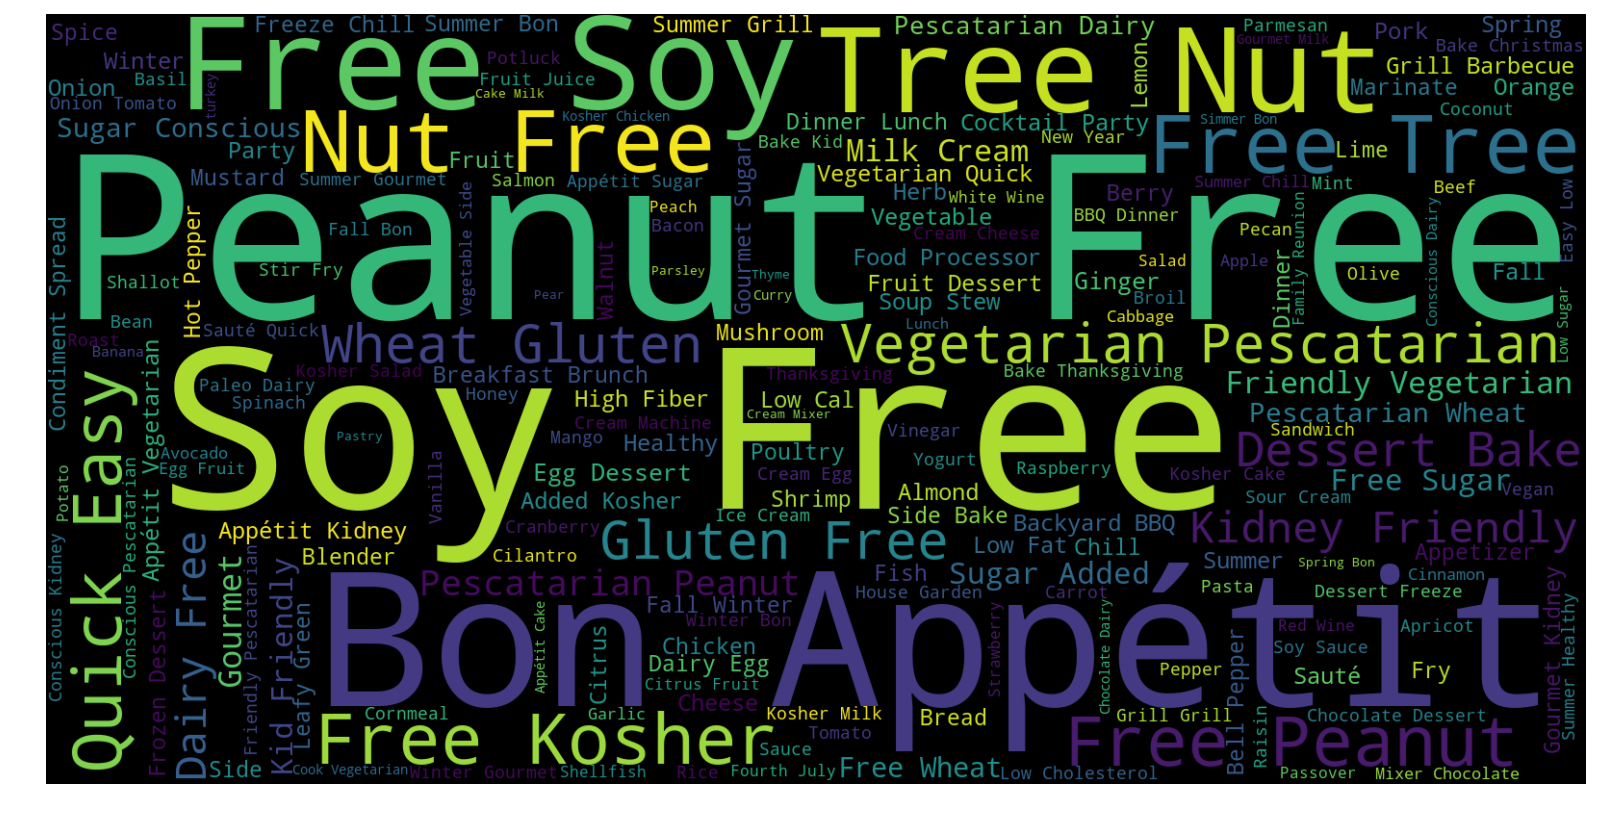 Spice
Freeze Chill
Summer Bon
Summer Grill
Pescatarian Dairy
Parmesan
Spring
Free Soy
Tree Nut
Winter
Potluck
Lemon
Gourmet Milk
Pork
Bake Christmas
Onion
Basil
turkey
Fruit Juice
Cake Milk
Grill Barbecue
Onion Tomato
Marinate
Orange
Coconut
Sugar Conscious
Nut Free
Kosher Chicken
Dinner Lunch
Cocktail Party
New Year
Simmer Bon
Free Tree
Party
Fruit
Bake Kid
Milk Cream
Lime
Mustard
Summer Gourmet
Salmon
Appétit Sugar
Gourmet Sugar
Vegetarian Quick
Herb
White Wine
Berry
Summer Chill
Mint
Beef
Easy Low
Peanut Free
Condiment Spread
Hot Pepper
Fall Bon
Vegetable Side
Peach
Bacon
Vegetable
BBQ Dinner
Pecan
Family Reunion
Conscious Dairy
Cream Cheese
Shallot
Stir Fry
Walnut
Parsley
Food Processor
Thyme
Salad
Apple
Dinner
Olive
Fall
Pear
Curry
Fruit Dessert
Ginger
Soup Stew
Broil
Low Sugar
Bean
Sauté Quick
Cabbage
Lunch
Roast
Banana
Wheat Gluten
Mushroom
Vegetarian Pescatarian
Soy Free
Kosher Salad
Breakfast Brunch
Thanksgiving
Bake Thanksgiving
Friendly Vegetarian
Quick Easy
Appétit Vegetarian
Paleo Dairy
Spinach
Honey
High Fiber
Low Cal
Cream Mixer
Pescatarian Wheat
Pastry
Cream Machine
Mango
Healthy
Vinegar
Sandwich
Dessert Bake
Avocado
Egg Fruit
Vanilla
Poultry
Yogurt
Potato
Egg Dessert
Cream Egg
Raspberry
Kosher Cake
Free Sugar
Vegan
Conscious Pescatarian
Added Kosher
Shrimp
Almond
Sour Cream
Conscious Kidney
Appétit Kidney
Cranberry
Ice Cream
Side Bake
Backyard BBQ
Kidney Friendly
Blender
Cilantro
Gluten Free
Low Fat
Chill
Summer
Appetizer
Spring Bon
Frozen Dessert
Dairy Free
Gourmet
Friendly Pescatarian
Kid Friendly
Leafy Green
Bon Appétit
Pescatarian Peanut
Fish
Sugar Added
Pasta
Cinnamon
Fall Winter
House Garden
Carrot
Dessert Freeze
Gourmet Kidney
Summer Healthy
Appétit Cake
Citrus
Winter Bon
Strawberry
Chocolate Dairy
Red Wine
Apricot
Chicken
Bell Pepper
Soy Sauce
Dairy Egg
Pepper
Sauté
Fry
Citrus Fruit
Cheese
Cornmeal
Garlic
Kosher Milk
Bread
Grill Grill
Raisin
Chocolate Dessert
Free Kosher
Tomato
Free Peanut
Sauce
Side
Cook Vegetarian
Winter Gourmet
Shellfish
Rice
Fourth July
Free Wheat
Low Cholesterol
Passover
Mixer Chocolate